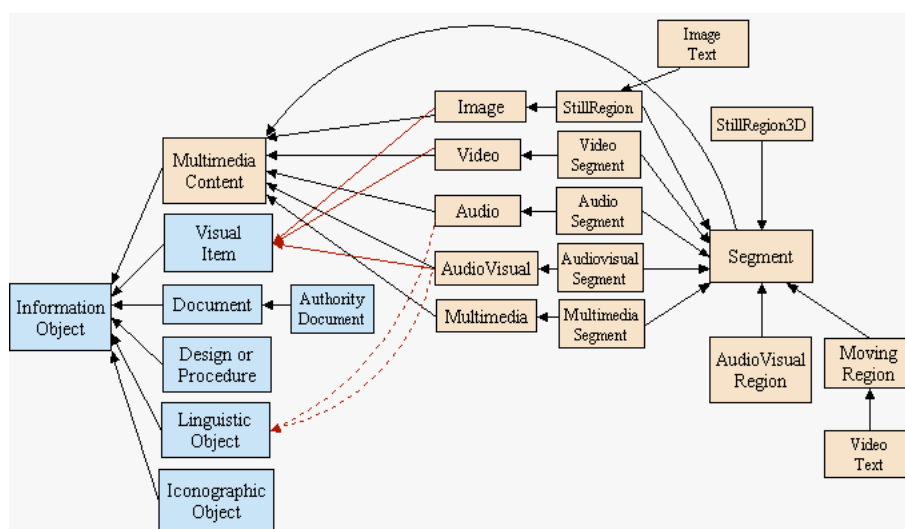 Image
Text
Image
StillRegion
StillRegion3D
Multimedia
Content
Video
Video
Segment
Audio
Audio
Segment
Visual
Item
Segment
AudioVisual
Audiovisual
Segment
Information
Object
Document
Authority
Document
Multimedia
Multimedia
Segment
Design or
Procedure
AudioVisual
Region
Moving
Region
Linguistic
Object
Video
Text
Iconographic
Object